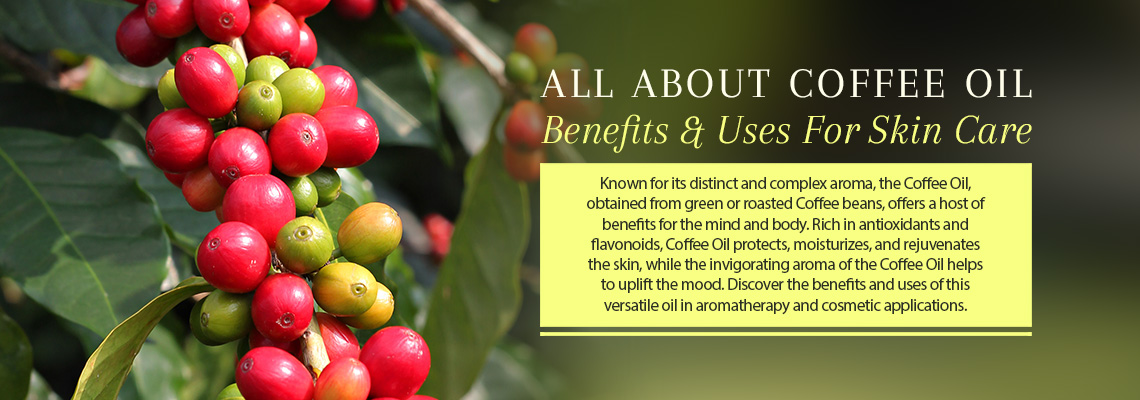 ALL ABOUT COFFEE OIL
Benefits & Uses For Skin Care
Known for its distinct and complex aroma, the Coffee Oil,
obtained from green or roasted Coffee beans, offers a host of
benefits for the mind and body. Rich in antioxidants and
flavonoids, Coffee Oil protects, moisturizes, and rejuvenates
the skin, while the invigorating aroma of the Coffee Oil helps
to uplift the mood. Discover the benefits and uses of this
versatile oil in aromatherapy and cosmetic applications.